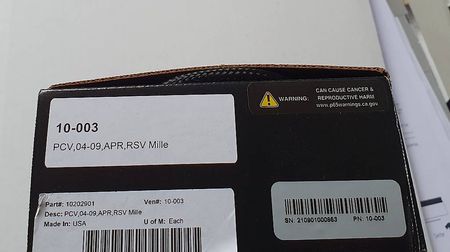 WARNING:
CAN CAUSE CANCER &
REPRODUCTIVE HARM.
www.p65warnings.ca.gov
10-003
PCV,04-09,APR,RSV Mille
Part#: 10202901 Ven#: 10-003
Desc: PCV,04-09,APR,RSV Mille
Made In: USA U of M: Each
SN: 210901000863 PN: 10-003